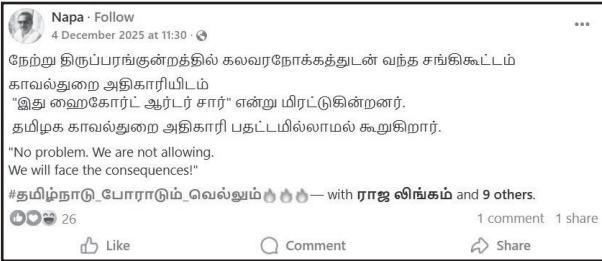 Napa · Follow
4 December 2025 at 11:30 ·
நேற்று திருப்பரங்குன்றத்தில் கலவரநோக்கத்துடன் வந்த சங்கிகூட்டம்
காவல்துறை அதிகாரியிடம்
"இது ஹைகோர்ட் ஆர்டர் சார்" என்று மிரட்டுகின்றனர்.
தமிழக காவல்துறை அதிகாரி பதட்டமில்லாமல் கூறுகிறார்.
"No problem. We are not allowing.
We will face the consequences!"
#தமிழ்நாடு_போராடும்_வெல்லும்🔥🔥🔥— with ராஜ லிங்கம் and 9 others.
26
1 comment 1 share
Like Comment Share